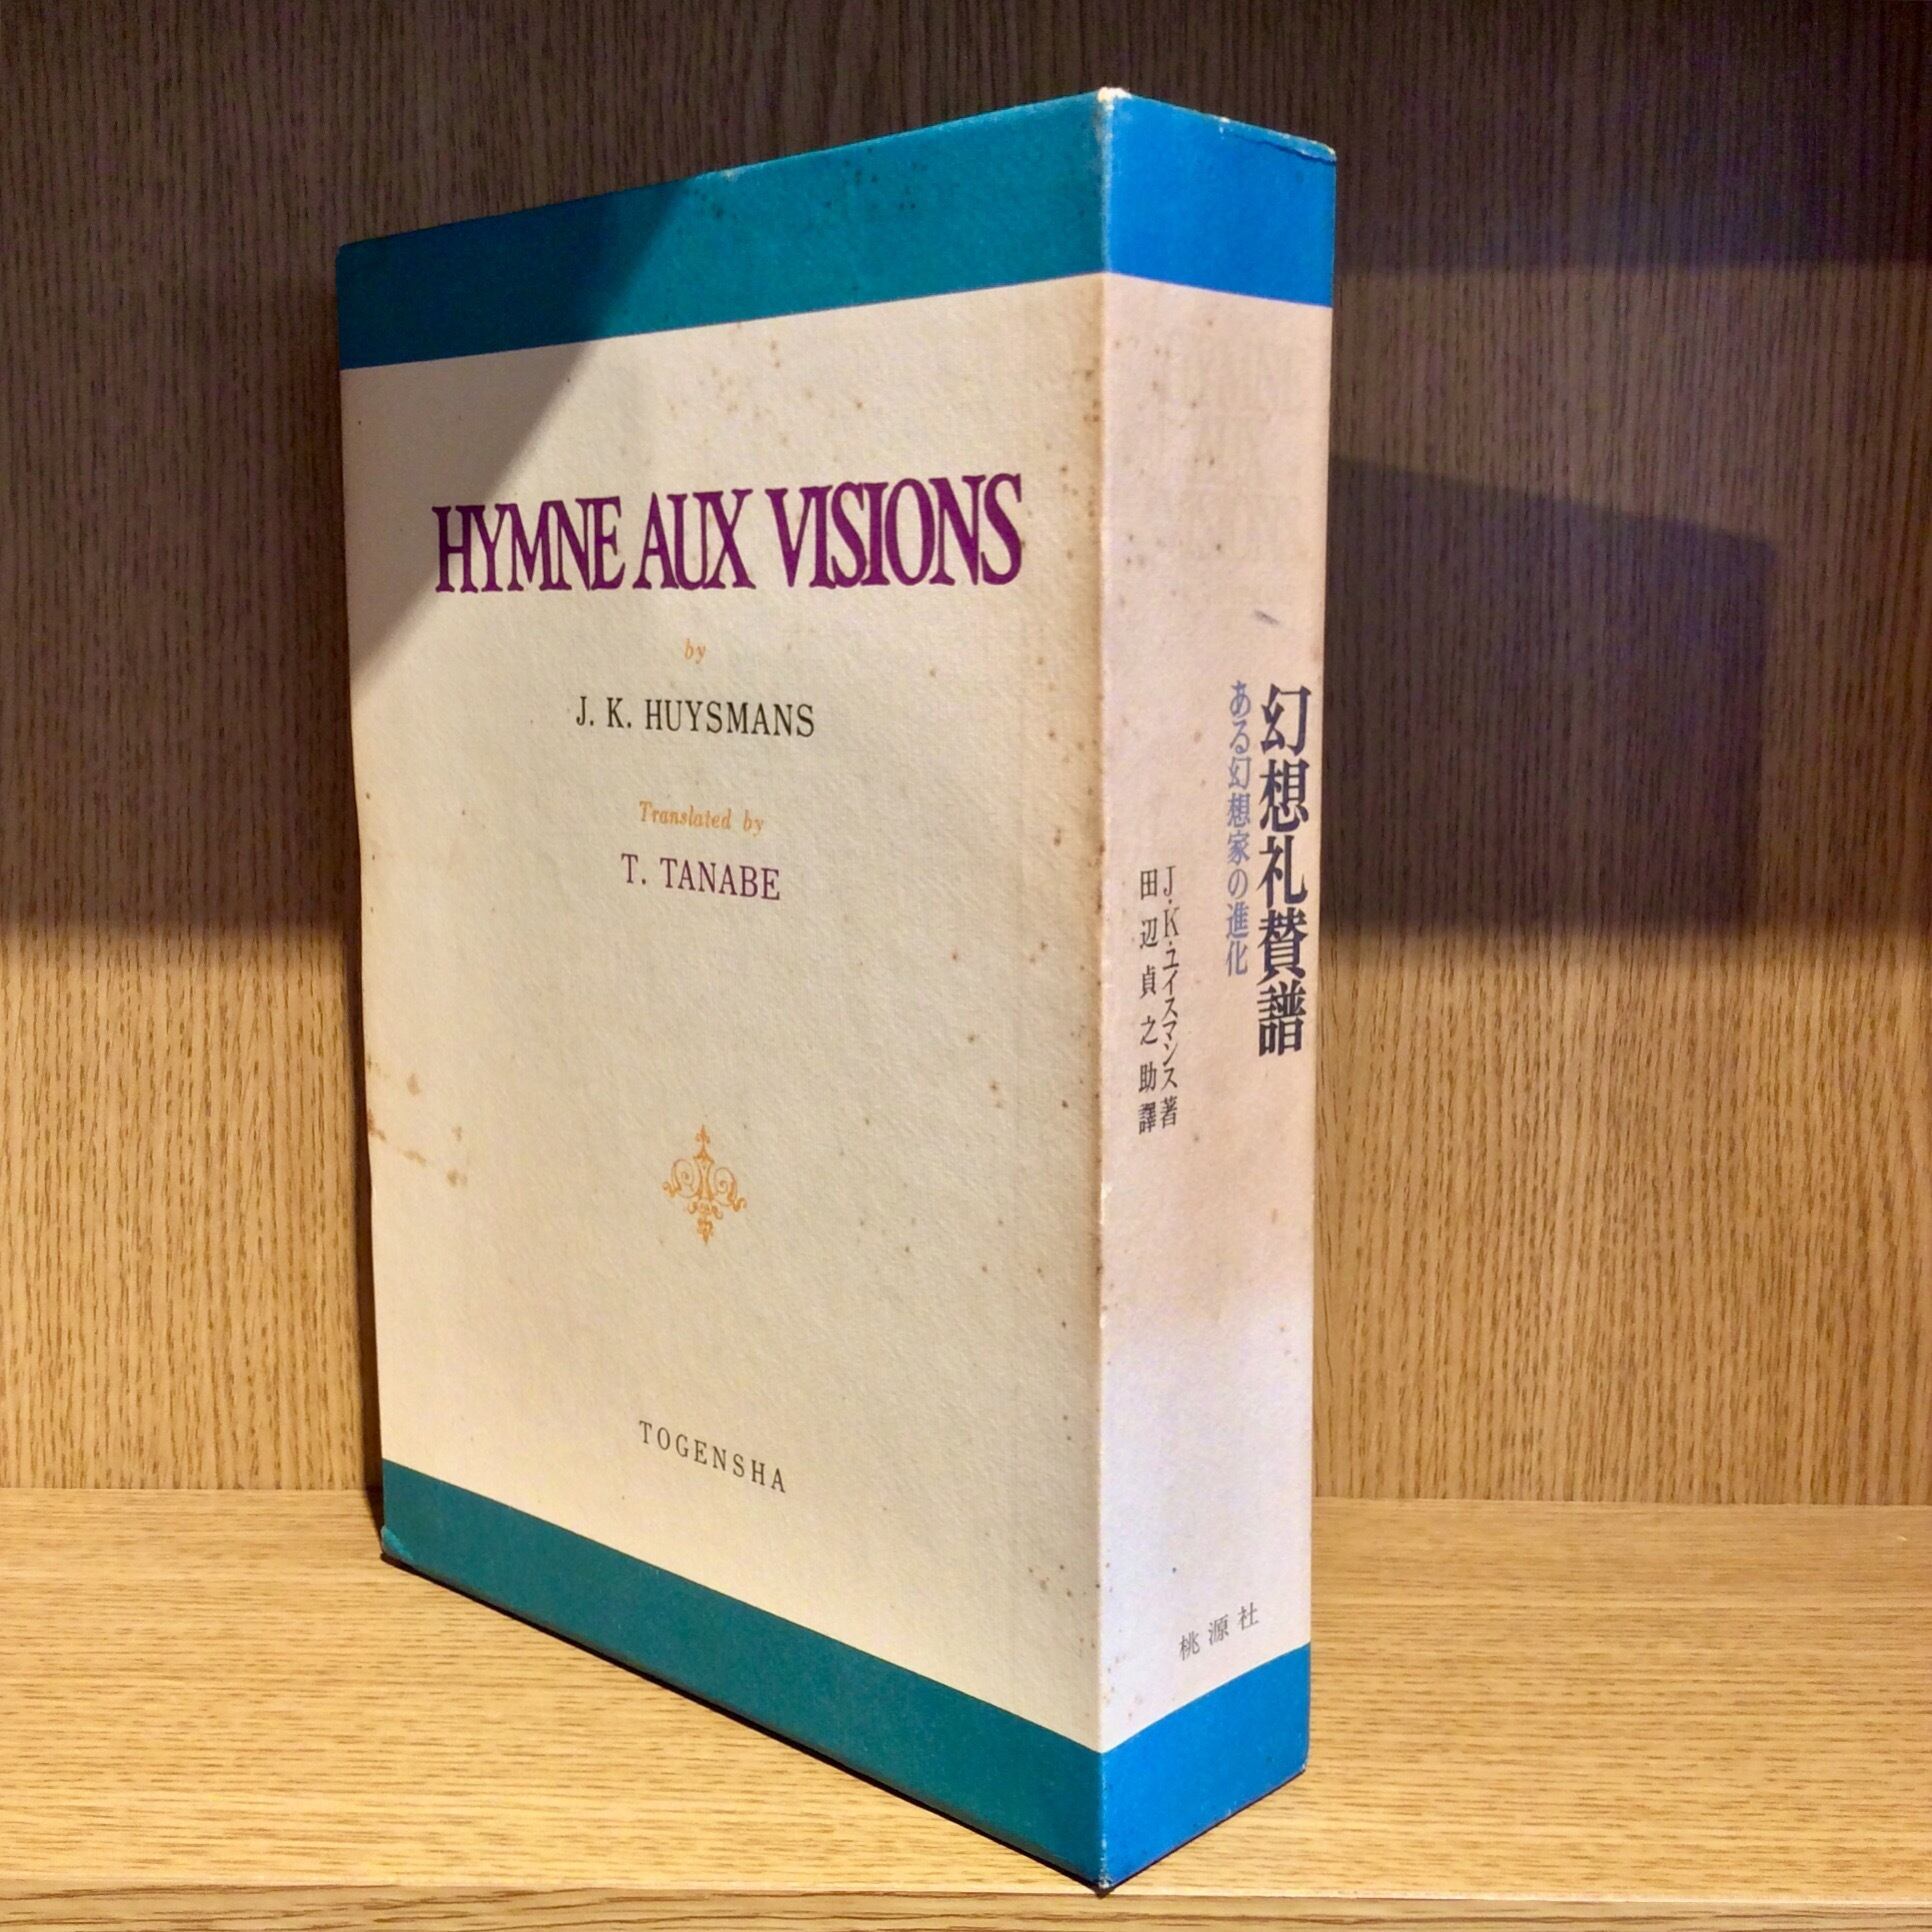 HYMNE AUX VISIONS
by
J. K. HUYSMANS
Translated by
T. TANABE
TOGENSHA
幻想礼賛譜
ある幻想家の進化
J・K・ユイスマンス著
田辺貞之助譯
桃源社